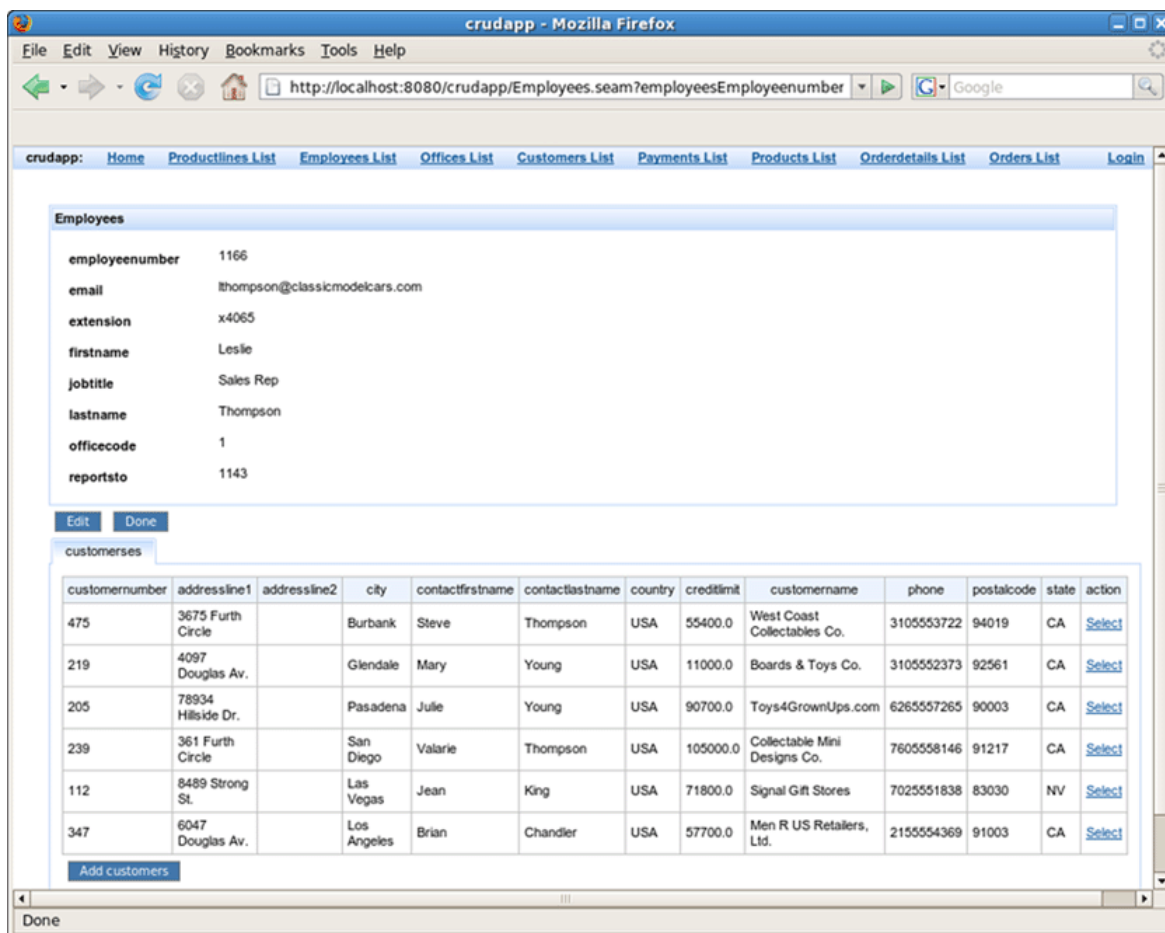 crudapp - Mozilla Firefox
File Edit View History Bookmarks Tools Help
http://localhost:8080/crudapp/Employees.seam?employeesEmployeenumber G Google
crudapp: Home Productlines List Employees List Offices List Customers List Payments List Products List Orderdetails List Orders List Login
Employees
employeenumber 1166
email lthompson@classicmodelcars.com
extension x4065
firstname Leslie
jobtitle Sales Rep
lastname Thompson
officecode 1
reportsto 1143
Edit Done
customerses
customernumber addressline1 addressline2 city contactfirstname contactlastname country creditlimit customername phone postalcode state action
475 3675 Furth Circle Burbank Steve Thompson USA 55400.0 West Coast Collectables Co. 3105553722 94019 CA Select
219 4097 Douglas Av. Glendale Mary Young USA 11000.0 Boards & Toys Co. 3105552373 92561 CA Select
205 78934 Hillside Dr. Pasadena Julie Young USA 90700.0 Toys4GrownUps.com 6265557265 90003 CA Select
239 361 Furth Circle San Diego Valarie Thompson USA 105000.0 Collectable Mini Designs Co. 7605558146 91217 CA Select
112 8489 Strong St. Las Vegas Jean King USA 71800.0 Signal Gift Stores 7025551838 83030 NV Select
347 6047 Douglas Av. Los Angeles Brian Chandler USA 57700.0 Men R US Retailers, Ltd. 2155554369 91003 CA Select
Add customers
Done